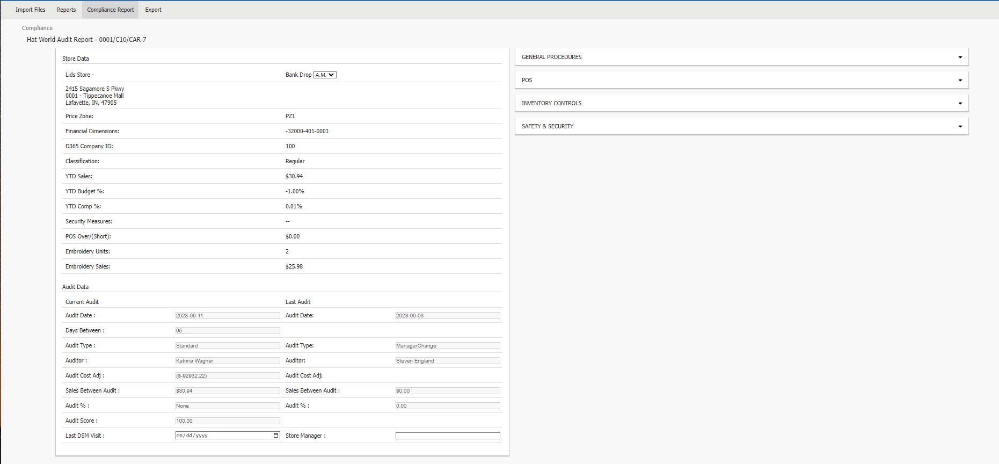 Import Files Reports Compliance Report Export
Compliance
Hat World Audit Report - 0001/C10/CAR-7
Store Data
Lids Store - Bank Drop A.M.
2415 Sagamore S Pkwy
0001 - Tippecanoe Mall
Lafayette, IN, 47905
Price Zone: PZ1
Financial Dimensions: -32000-401-0001
D365 Company ID: 100
Classification: Regular
YTD Sales: $30.94
YTD Budget %: -1.00%
YTD Comp %: 0.01%
Security Measures: --
POS Over/(Short): $0.00
Embroidery Units: 2
Embroidery Sales: $25.98
Audit Data
Current Audit Last Audit
Audit Date : 2023-09-11 Audit Date: 2023-06-08
Days Between : 95
Audit Type : Standard Audit Type: ManagerChange
Auditor : Katrina Wagner Auditor: Steven England
Audit Cost Adj : ($-92932.22) Audit Cost Adj:
Sales Between Audit : $30.94 Sales Between Audit : $0.00
Audit % : None Audit % : 0.00
Audit Score : 100.00
Last DSM Visit : mm/dd/yyyy Store Manager :
GENERAL PROCEDURES
POS
INVENTORY CONTROLS
SAFETY & SECURITY